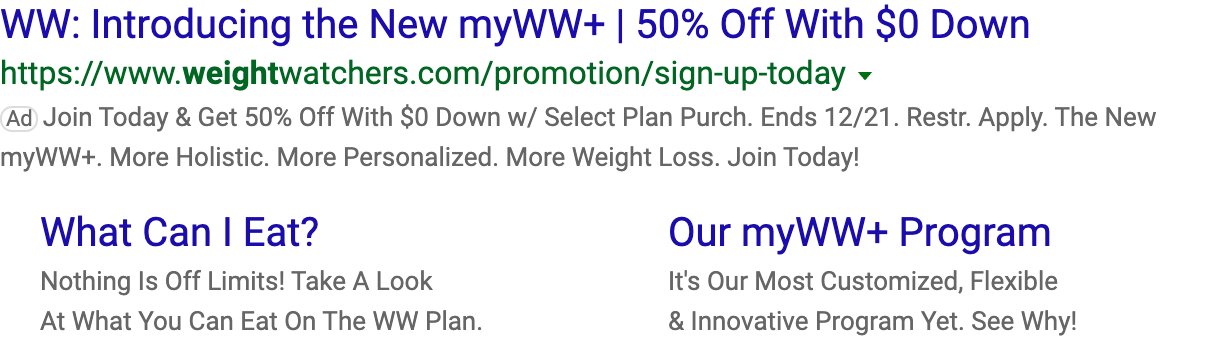 WW: Introducing the New myWW+ | 50% Off With $0 Down
https://www.weightwatchers.com/promotion/sign-up-today
Ad Join Today & Get 50% Off With $0 Down w/ Select Plan Purch. Ends 12/21. Restr. Apply. The New
myWW+. More Holistic. More Personalized. More Weight Loss. Join Today!
What Can I Eat?
Nothing Is Off Limits! Take A Look
At What You Can Eat On The WW Plan.
Our myWW+ Program
It's Our Most Customized, Flexible
& Innovative Program Yet. See Why!